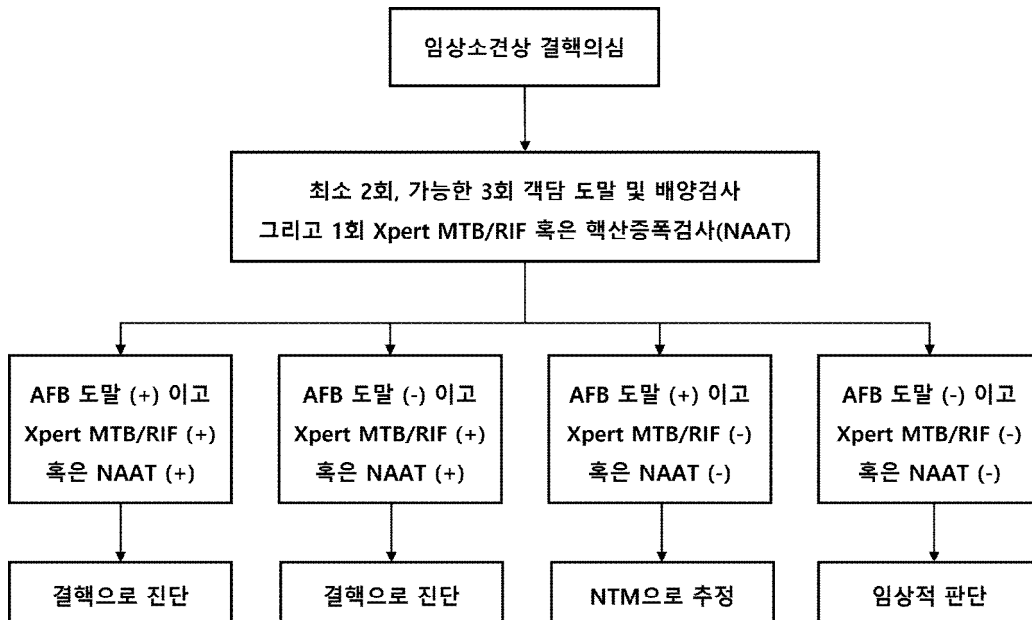 임상소견상 결핵의심
최소 2회, 가능한 3회 객담 도말 및 배양검사
그리고 1회 Xpert MTB/RIF 혹은 핵산증폭검사(NAAT)
AFB 도말 (+) 이고
Xpert MTB/RIF (+)
혹은 NAAT (+)
AFB 도말 (-) 이고
Xpert MTB/RIF (+)
혹은 NAAT (+)
AFB 도말 (+) 이고
Xpert MTB/RIF (-)
혹은 NAAT (-)
AFB 도말 (-) 이고
Xpert MTB/RIF (-)
혹은 NAAT (-)
결핵으로 진단
결핵으로 진단
NTM으로 추정
임상적 판단